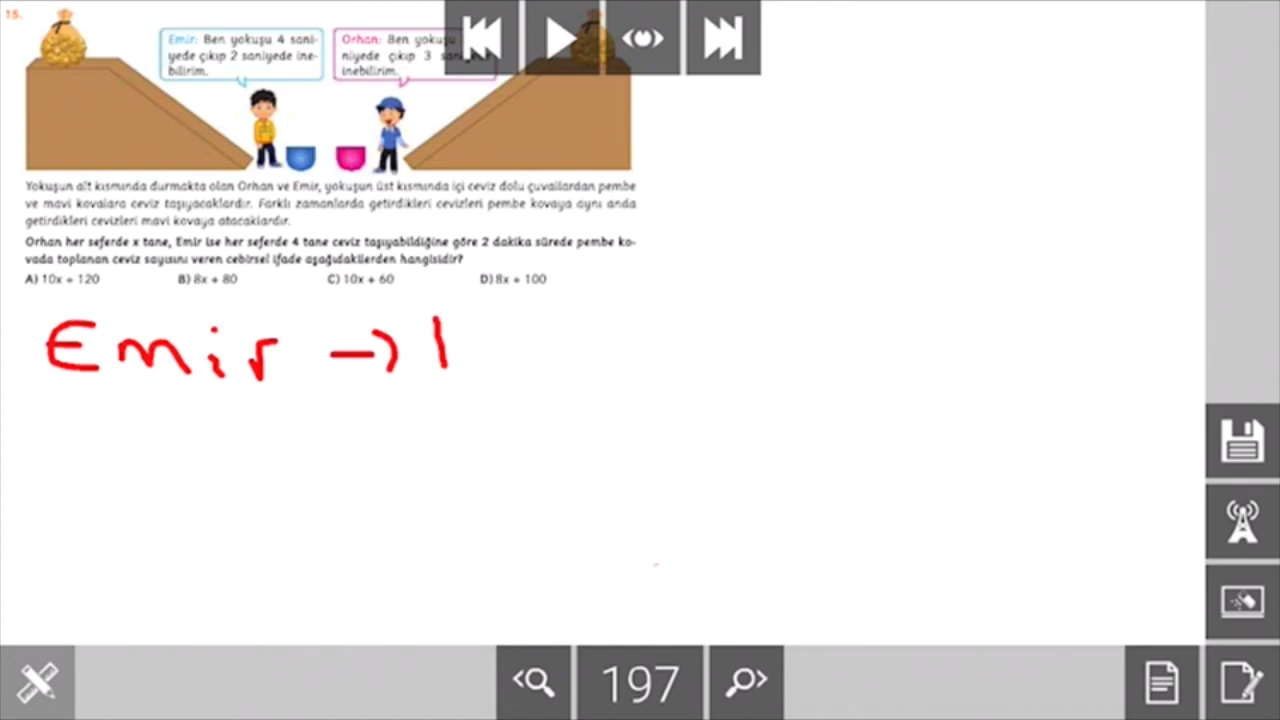 15.
Emir: Ben yokuşu 4 sani-
yede çıkıp 2 saniyede ine-
bilirim.
Orhan: Ben yokuşu
niyede çıkıp 3 saniyede
inebilirim.
Yokuşun alt kısmında durmakta olan Orhan ve Emir, yokuşun üst kısmında içi ceviz dolu çuvallardan pembe
ve mavi kovalara ceviz taşıyacaklardır. Farklı zamanlarda getirdikleri cevizleri pembe kovaya aynı anda
getirdikleri cevizleri mavi kovaya atacaklardır.
Orhan her seferde x tane, Emir ise her seferde 4 tane ceviz taşıyabildiğine göre 2 dakika sürede pembe ko-
vada toplanan ceviz sayısını veren cebirsel ifade aşağıdakilerden hangisidir?
A) 10x + 120 B) 8x + 80 C) 10x + 60 D) 8x + 100
Emir → 1
197